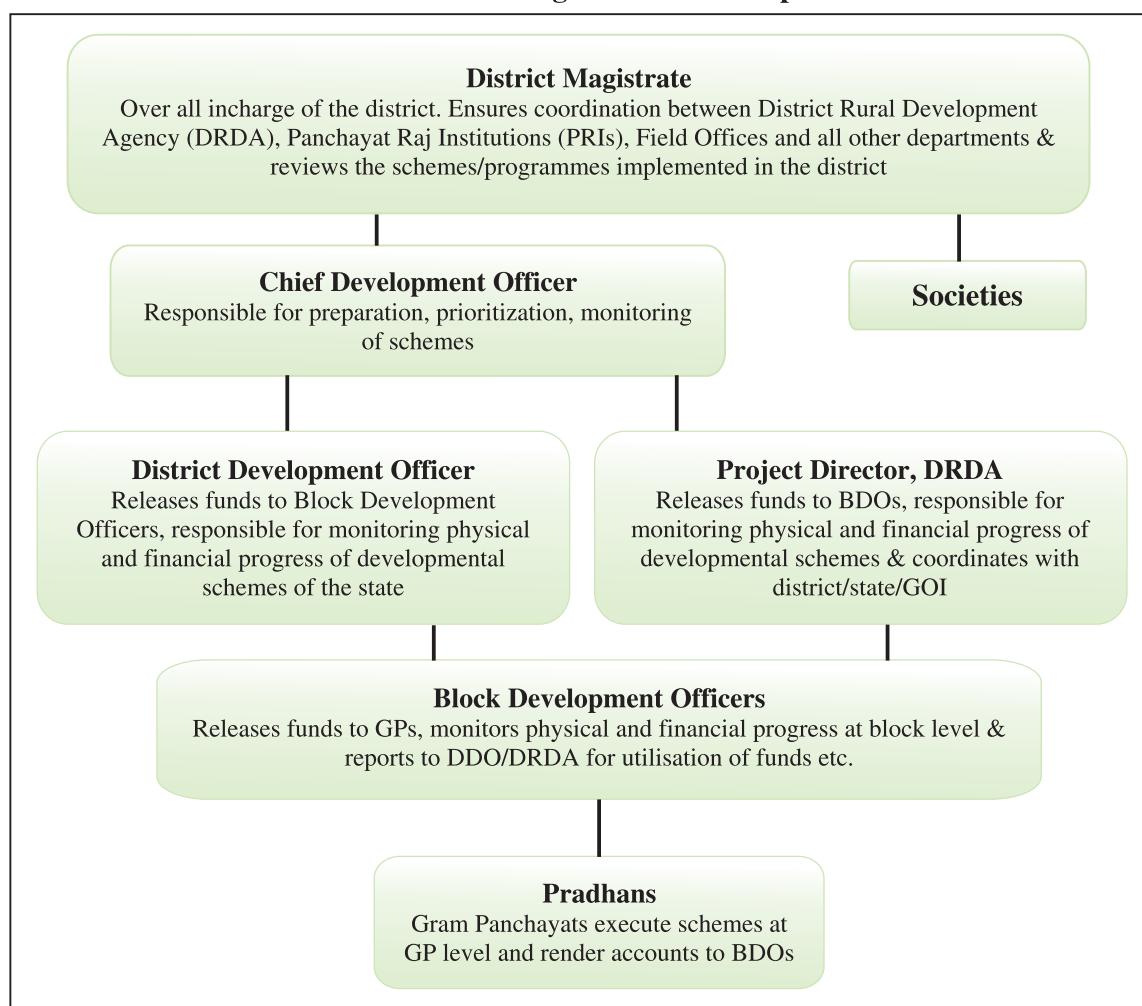 District Magistrate
Over all incharge of the district. Ensures coordination between District Rural Development
Agency (DRDA), Panchayat Raj Institutions (PRIs), Field Offices and all other departments &
reviews the schemes/programmes implemented in the district
Chief Development Officer
Responsible for preparation, prioritization, monitoring
of schemes
Societies
District Development Officer
Releases funds to Block Development
Officers, responsible for monitoring physical
and financial progress of developmental
schemes of the state
Project Director, DRDA
Releases funds to BDOs, responsible for
monitoring physical and financial progress of
developmental schemes & coordinates with
district/state/GOI
Block Development Officers
Releases funds to GPs, monitors physical and financial progress at block level &
reports to DDO/DRDA for utilisation of funds etc.
Pradhans
Gram Panchayats execute schemes at
GP level and render accounts to BDOs